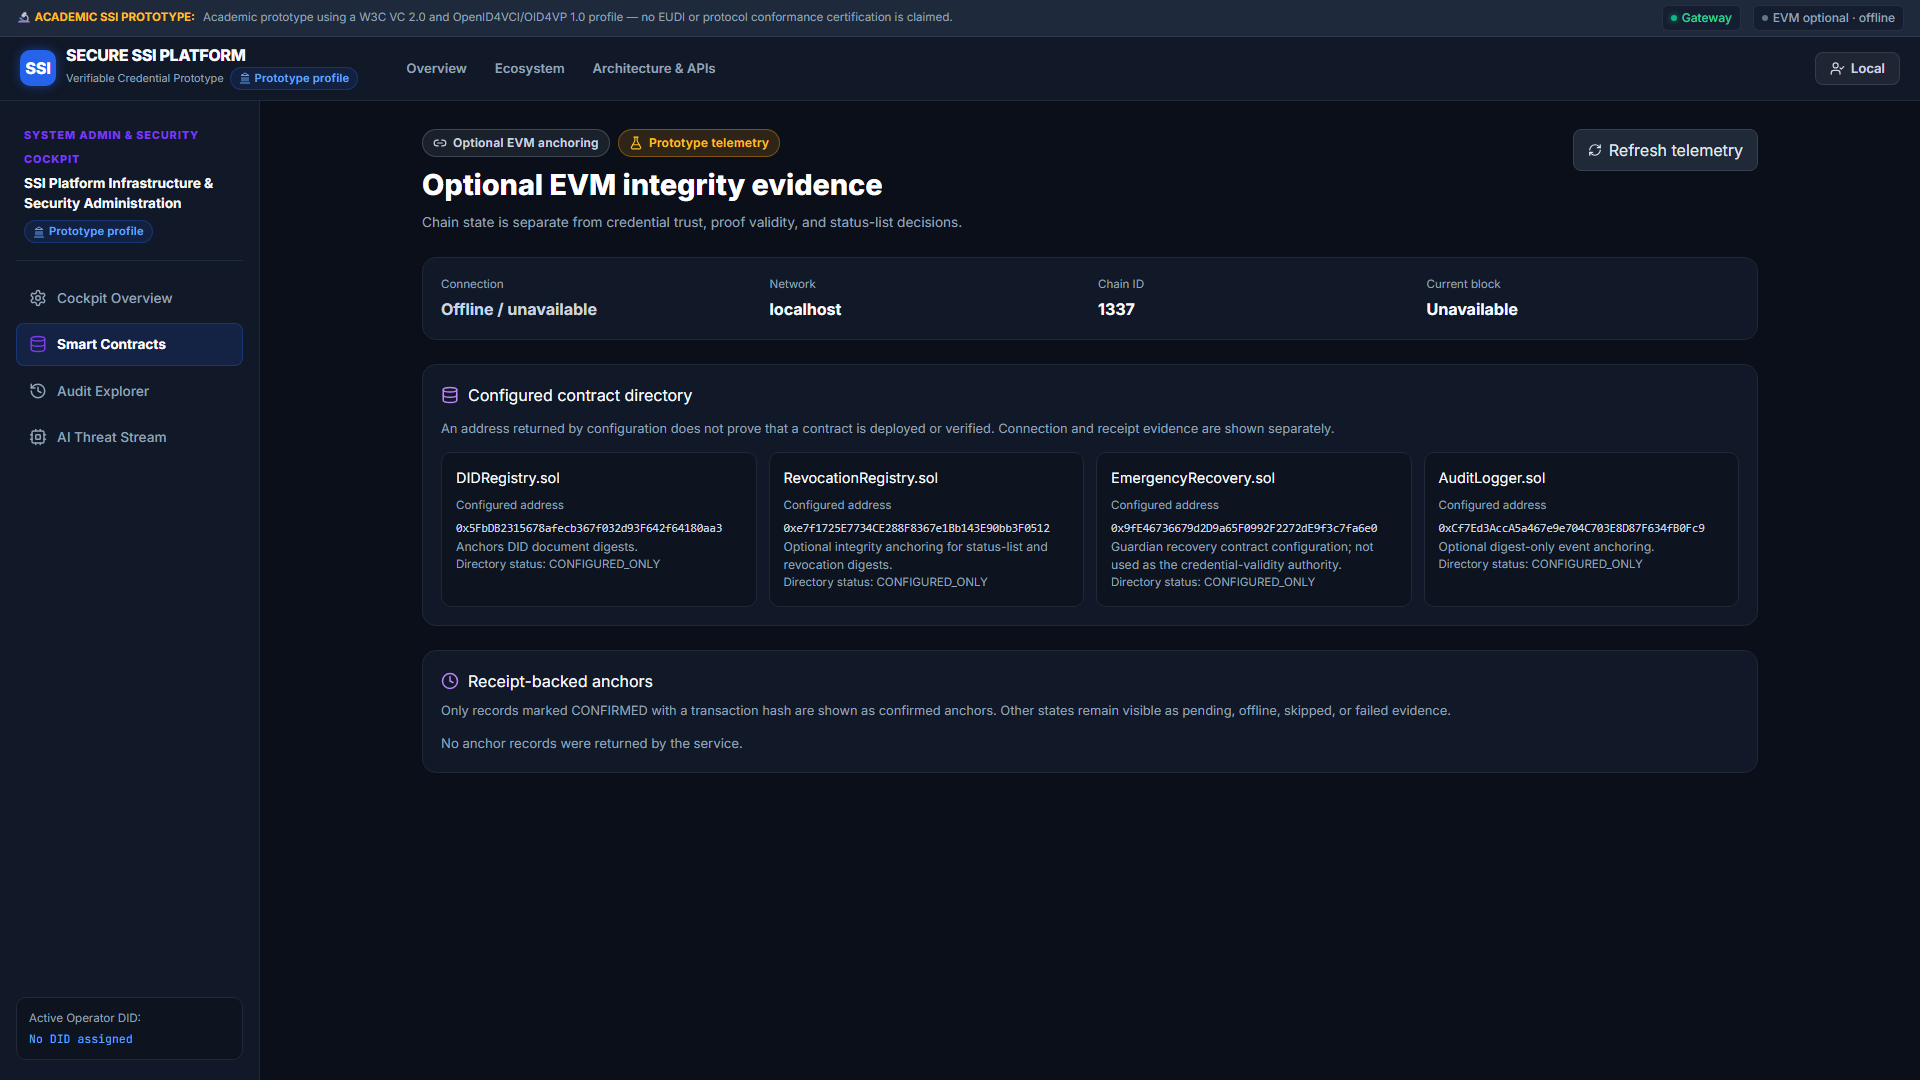 ACADEMIC SSI PROTOTYPE: Academic prototype using a W3C VC 2.0 and OpenID4VCI/OID4VP 1.0 profile — no EUDI or protocol conformance certification is claimed.
Gateway
EVM optional · offline
SSI
SECURE SSI PLATFORM
Verifiable Credential Prototype
Prototype profile
Overview
Ecosystem
Architecture & APIs
Local
SYSTEM ADMIN & SECURITY
COCKPIT
SSI Platform Infrastructure &
Security Administration
Prototype profile
Cockpit Overview
Smart Contracts
Audit Explorer
AI Threat Stream
Active Operator DID:
No DID assigned
Optional EVM anchoring
Prototype telemetry
Refresh telemetry
Optional EVM integrity evidence
Chain state is separate from credential trust, proof validity, and status-list decisions.
Connection
Offline / unavailable
Network
localhost
Chain ID
1337
Current block
Unavailable
Configured contract directory
An address returned by configuration does not prove that a contract is deployed or verified. Connection and receipt evidence are shown separately.
DIDRegistry.sol
Configured address
0x5FbDB2315678afecb367f032d93F642f64180aa3
Anchors DID document digests.
Directory status: CONFIGURED_ONLY
RevocationRegistry.sol
Configured address
0xe7f1725E7734CE288F8367e1Bb143E90bb3F0512
Optional integrity anchoring for status-list and
revocation digests.
Directory status: CONFIGURED_ONLY
EmergencyRecovery.sol
Configured address
0x9fE46736679d2D9a65F0992F2272dE9f3c7fa6e0
Guardian recovery contract configuration; not
used as the credential-validity authority.
Directory status: CONFIGURED_ONLY
AuditLogger.sol
Configured address
0xCf7Ed3AccA5a467e9e704C703E8D87F634fB0Fc9
Optional digest-only event anchoring.
Directory status: CONFIGURED_ONLY
Receipt-backed anchors
Only records marked CONFIRMED with a transaction hash are shown as confirmed anchors. Other states remain visible as pending, offline, skipped, or failed evidence.
No anchor records were returned by the service.